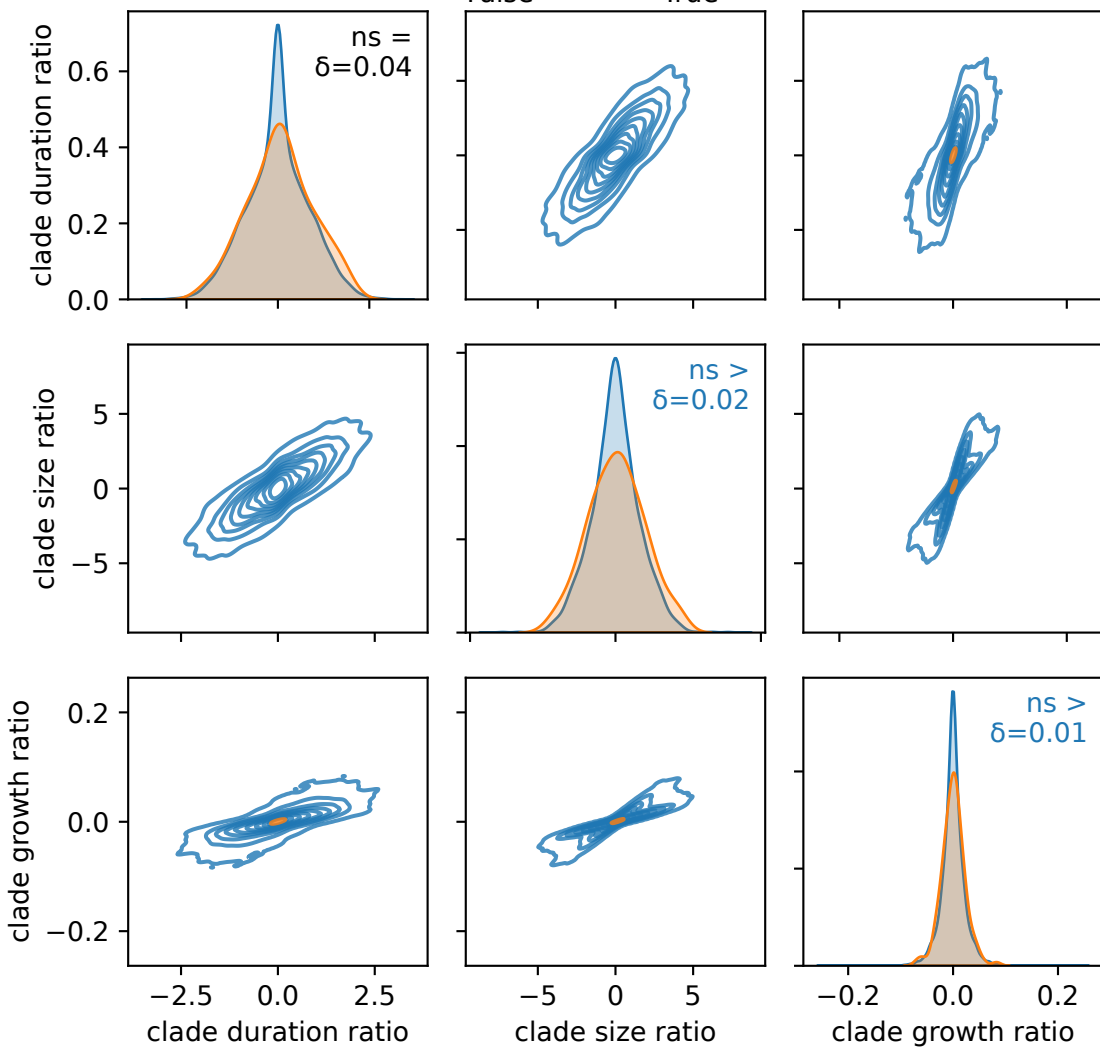 ns =
δ=0.04
clade duration ratio
0.6
0.4
0.2
0.0
ns >
δ=0.02
clade size ratio
5
0
−5
ns >
δ=0.01
clade growth ratio
0.2
0.0
−0.2
−2.5 0.0 2.5
−5 0 5
−0.2 0.0 0.2
clade duration ratio
clade size ratio
clade growth ratio